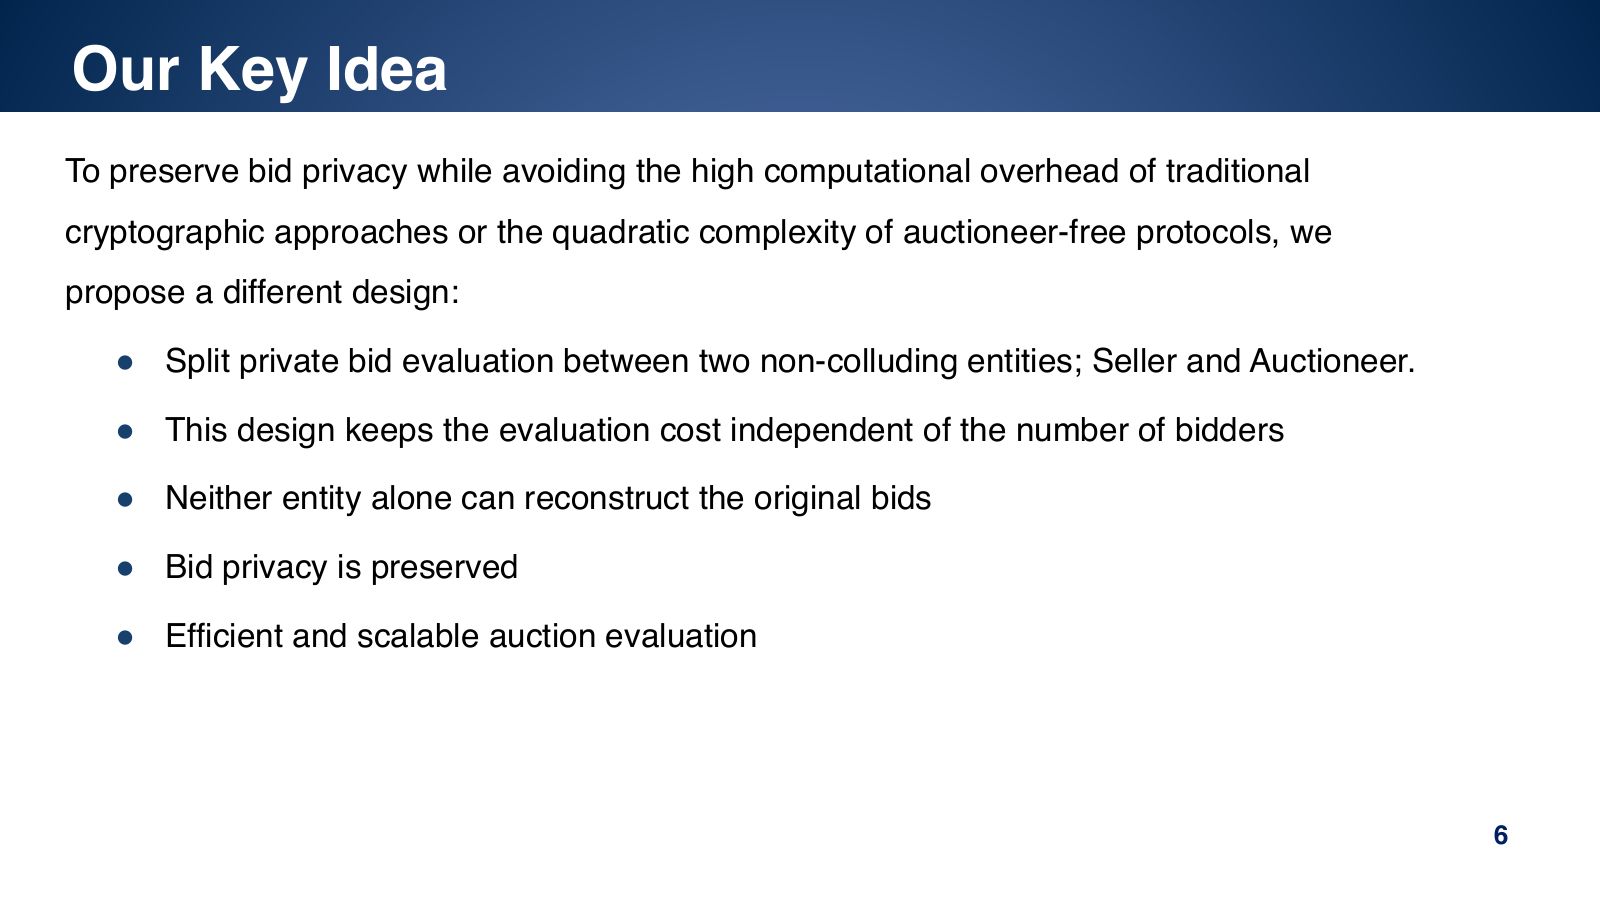 Our Key Idea
To preserve bid privacy while avoiding the high computational overhead of traditional
cryptographic approaches or the quadratic complexity of auctioneer-free protocols, we
propose a different design:
● Split private bid evaluation between two non-colluding entities; Seller and Auctioneer.
● This design keeps the evaluation cost independent of the number of bidders
● Neither entity alone can reconstruct the original bids
● Bid privacy is preserved
● Efficient and scalable auction evaluation
6